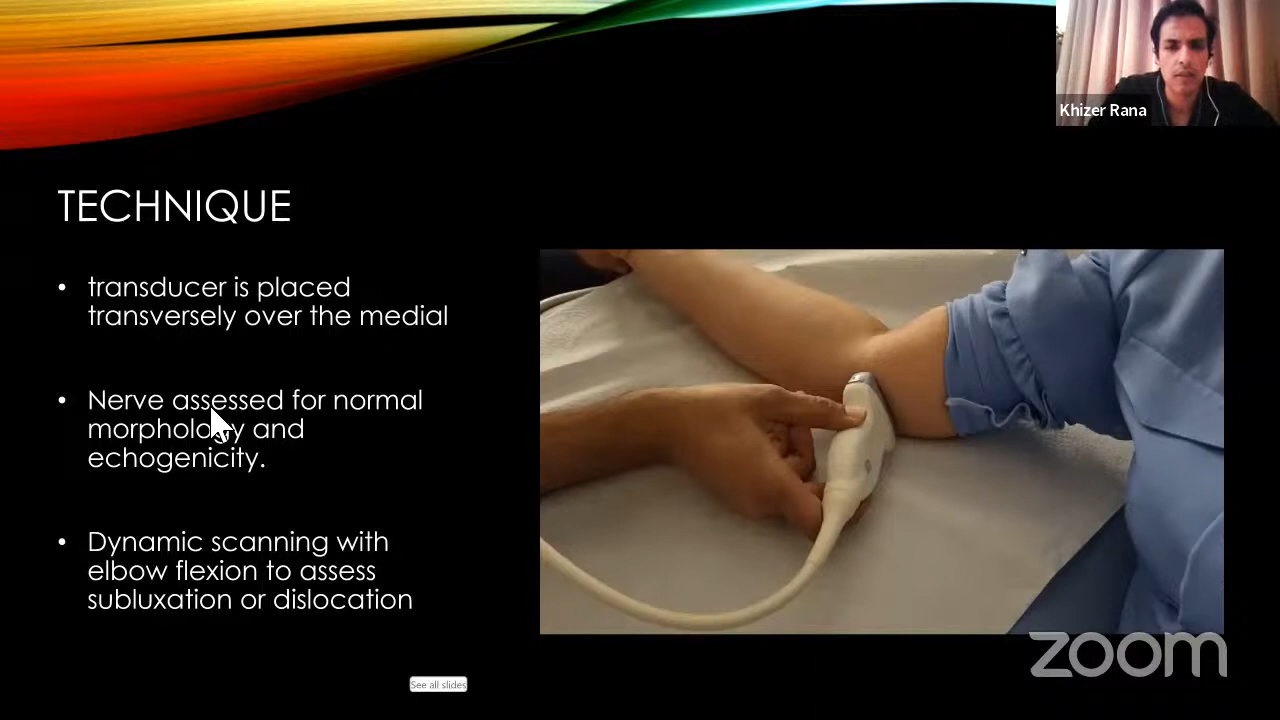 Khizer Rana
TECHNIQUE
• transducer is placed
transversely over the medial
• Nerve assessed for normal
morphology and
echogenicity.
• Dynamic scanning with
elbow flexion to assess
subluxation or dislocation
zoom
See all slides